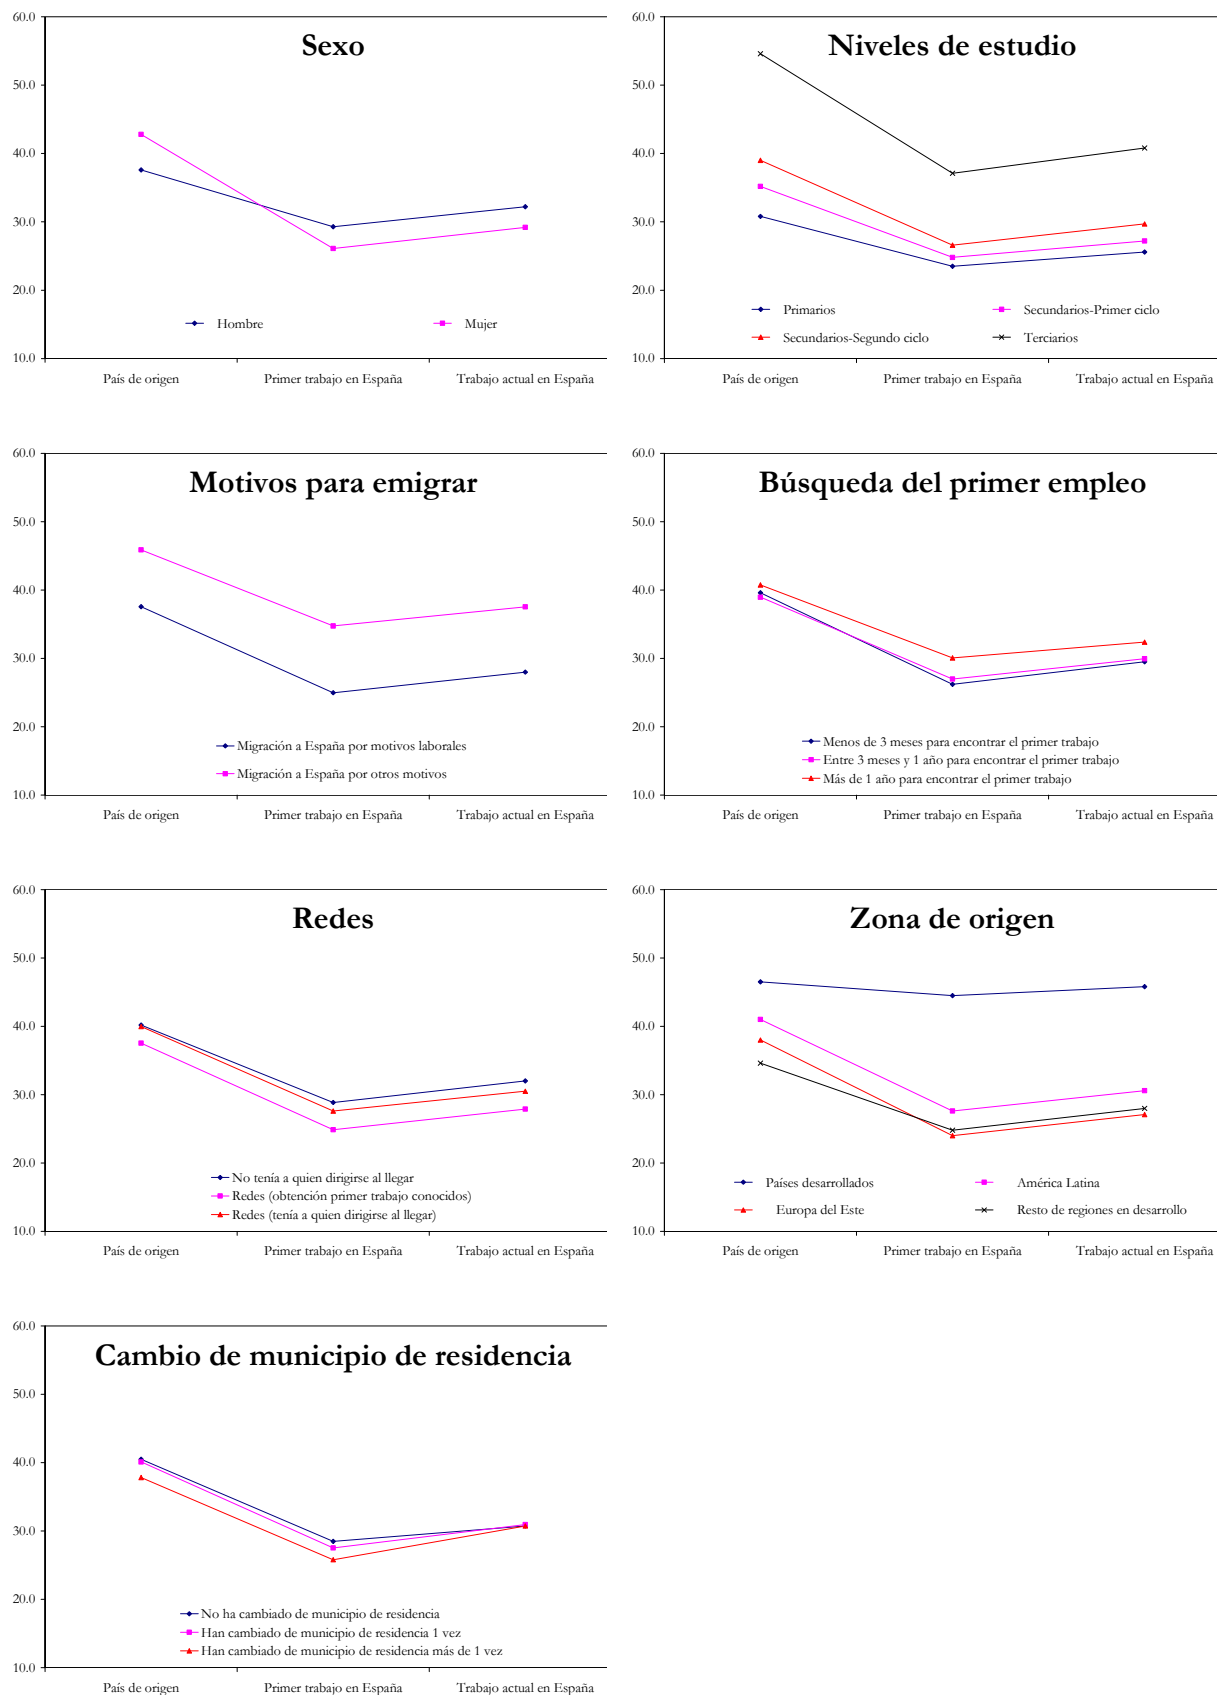 Sexo
60.0
50.0
40.0
30.0
20.0
10.0
Hombre
Mujer
País de origen
Primer trabajo en España
Trabajo actual en España
Niveles de estudio
60.0
50.0
40.0
30.0
20.0
10.0
Primarios
Secundarios-Primer ciclo
Secundarios-Segundo ciclo
Terciarios
País de origen
Primer trabajo en España
Trabajo actual en España
Motivos para emigrar
60.0
50.0
40.0
30.0
20.0
10.0
Migración a España por motivos laborales
Migración a España por otros motivos
País de origen
Primer trabajo en España
Trabajo actual en España
Búsqueda del primer empleo
60.0
50.0
40.0
30.0
20.0
10.0
Menos de 3 meses para encontrar el primer trabajo
Entre 3 meses y 1 año para encontrar el primer trabajo
Más de 1 año para encontrar el primer trabajo
País de origen
Primer trabajo en España
Trabajo actual en España
Redes
60.0
50.0
40.0
30.0
20.0
10.0
No tenía a quien dirigirse al llegar
Redes (obtención primer trabajo conocidos)
Redes (tenía a quien dirigirse al llegar)
País de origen
Primer trabajo en España
Trabajo actual en España
Zona de origen
60.0
50.0
40.0
30.0
20.0
10.0
Países desarrollados
América Latina
Europa del Este
Resto de regiones en desarrollo
País de origen
Primer trabajo en España
Trabajo actual en España
Cambio de municipio de residencia
60.0
50.0
40.0
30.0
20.0
10.0
No ha cambiado de municipio de residencia
Han cambiado de municipio de residencia 1 vez
Han cambiado de municipio de residencia más de 1 vez
País de origen
Primer trabajo en España
Trabajo actual en España